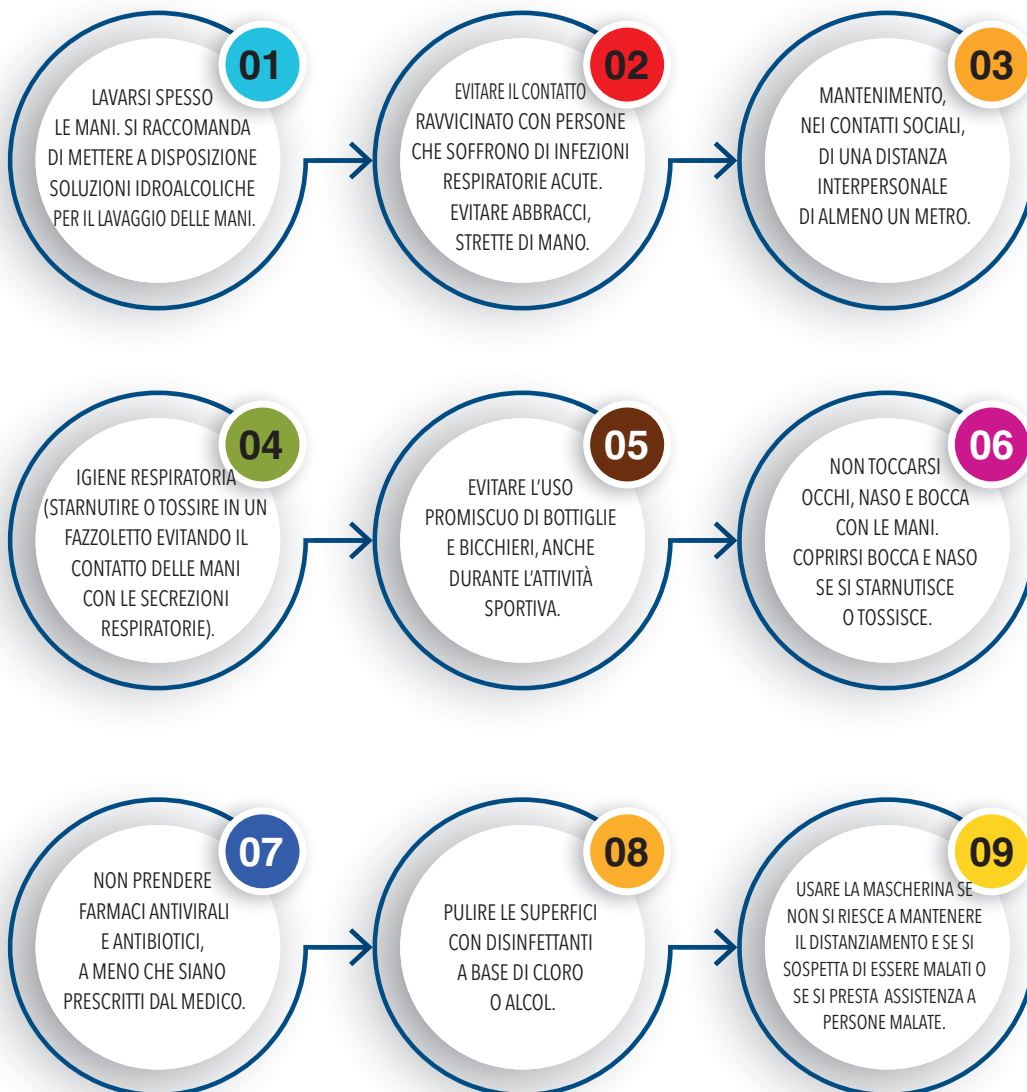 01
LAVARSI SPESSO
LE MANI. SI RACCOMANDA
DI METTERE A DISPOSIZIONE
SOLUZIONI IDROALCOLICHE
PER IL LAVAGGIO DELLE MANI.
02
EVITARE IL CONTATTO
RAVVICINATO CON PERSONE
CHE SOFFRONO DI INFEZIONI
RESPIRATORIE ACUTE.
EVITARE ABBRACCI,
STRETTE DI MANO.
03
MANTENIMENTO,
NEI CONTATTI SOCIALI,
DI UNA DISTANZA
INTERPERSONALE
DI ALMENO UN METRO.
04
IGIENE RESPIRATORIA
(STARNUTIRE O TOSSIRE IN UN
FAZZOLETTO EVITANDO IL
CONTATTO DELLE MANI
CON LE SECREZIONI
RESPIRATORIE).
05
EVITARE L'USO
PROMISCUO DI BOTTIGLIE
E BICCHIERI, ANCHE
DURANTE L'ATTIVITÀ
SPORTIVA.
06
NON TOCCARSI
OCCHI, NASO E BOCCA
CON LE MANI.
COPRIRSI BOCCA E NASO
SE SI STARNUTISCE
O TOSSISCE.
07
NON PRENDERE
FARMACI ANTIVIRALI
E ANTIBIOTICI,
A MENO CHE SIANO
PRESCRITTI DAL MEDICO.
08
PULIRE LE SUPERFICI
CON DISINFETTANTI
A BASE DI CLORO
O ALCOL.
09
USARE LA MASCHERINA SE
NON SI RIESCE A MANTENERE
IL DISTANZIAMENTO E SE SI
SOSPETTA DI ESSERE MALATI O
SE SI PRESTA ASSISTENZA A
PERSONE MALATE.